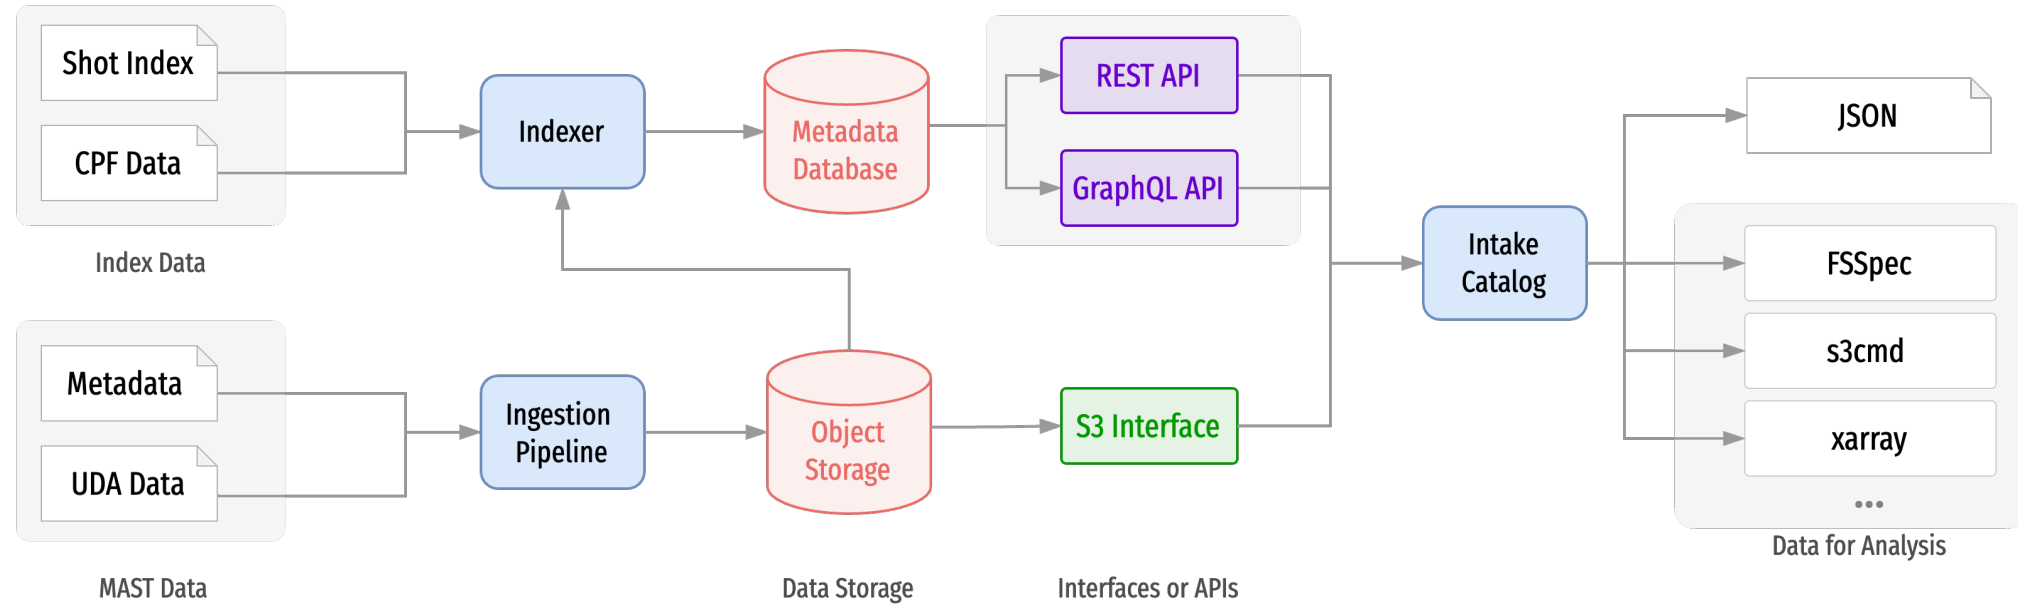 Shot Index
CPF Data
Index Data
Metadata
UDA Data
MAST Data
Indexer
Ingestion
Pipeline
Metadata
Database
Object
Storage
Data Storage
REST API
GraphQL API
S3 Interface
Interfaces or APIs
Intake
Catalog
JSON
FSSpec
s3cmd
xarray
•••
Data for Analysis